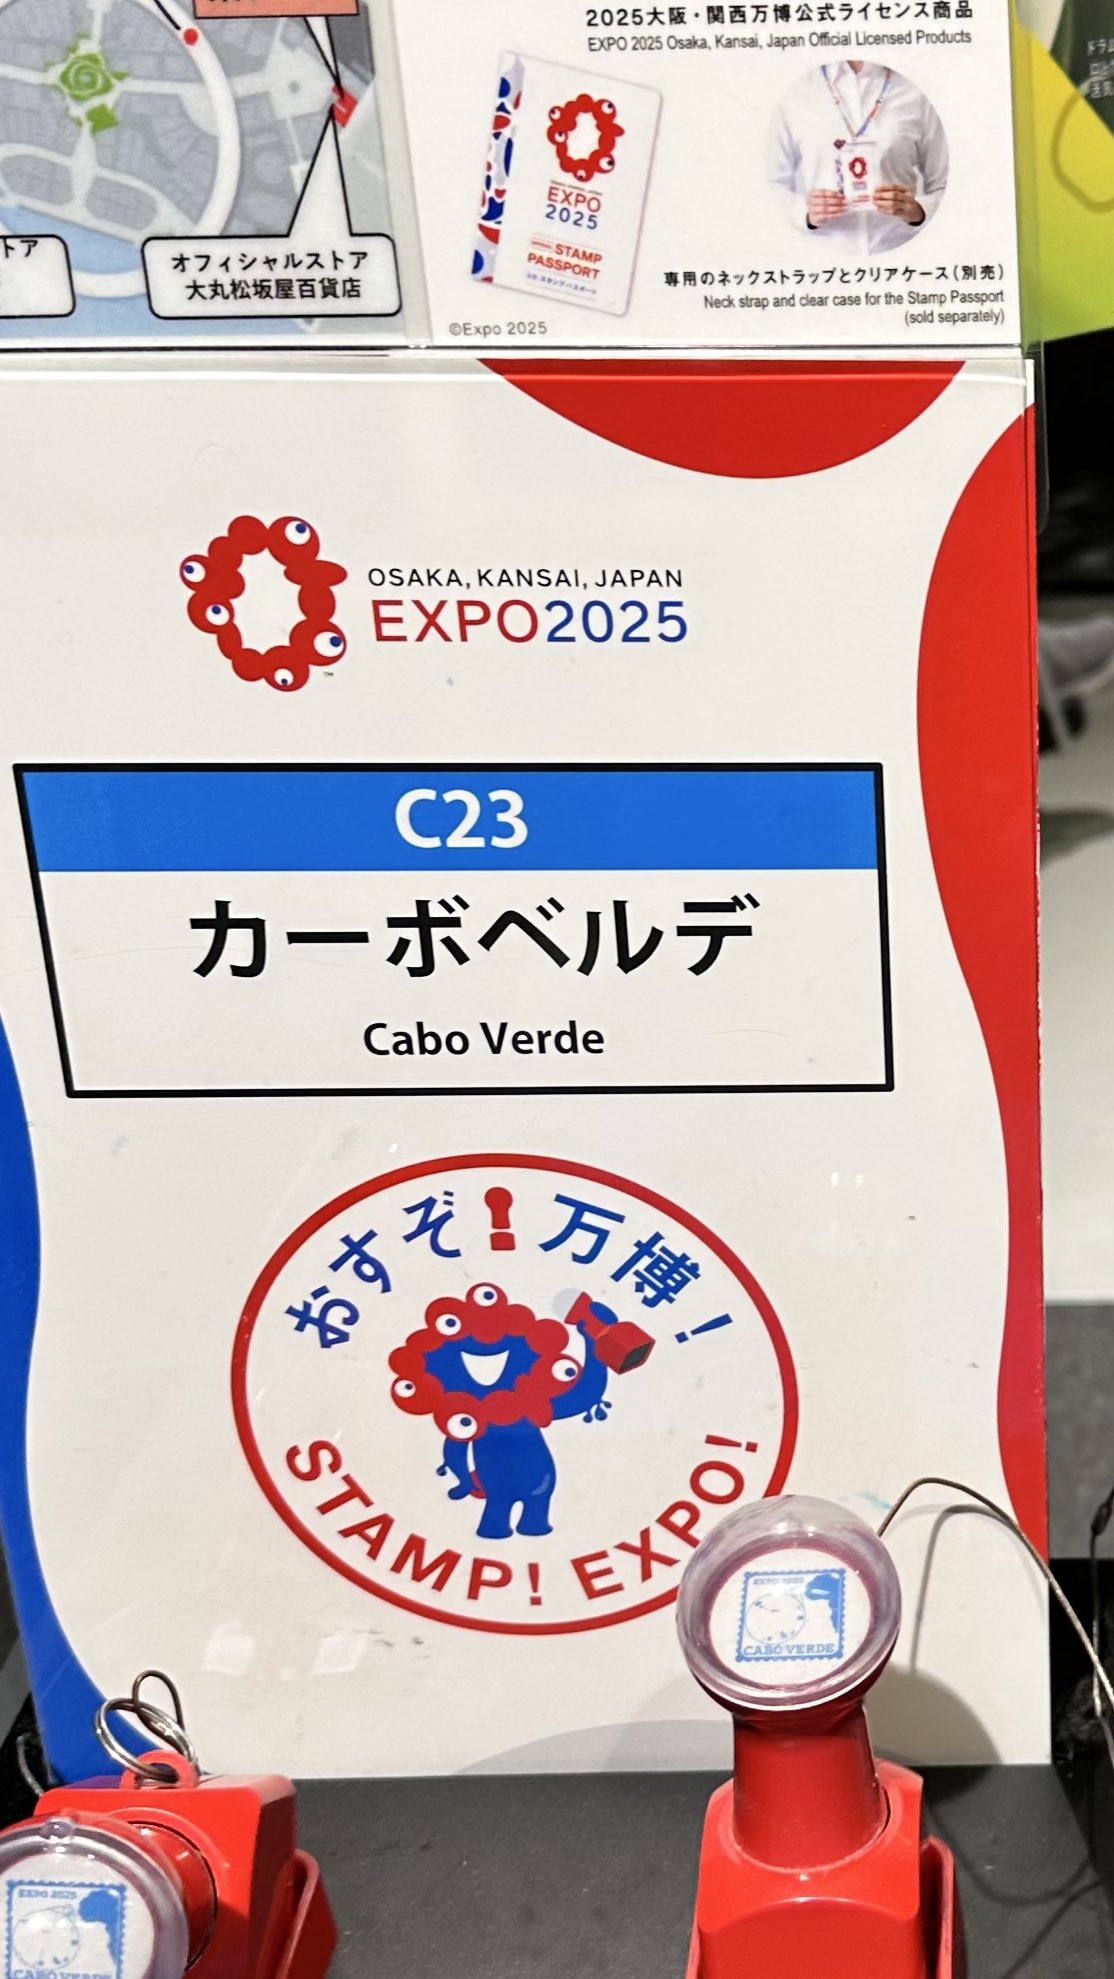 2025大阪・関西万博公式ライセンス商品
EXPO 2025 Osaka, Kansai, Japan Official Licensed Products
EXPO
2025
STAMP
PASSPORT
トア
オフィシャルストア
大丸松坂屋百貨店
専用のネックストラップとクリアケース(別売)
Neck strap and clear case for the Stamp Passport
(sold separately)
©Expo 2025
OSAKA, KANSAI, JAPAN
EXPO2025
C23
カーボベルデ
Cabo Verde
おすぞ!万博!
STAMP! EXPO!
EXPO 2025
CABO VERDE
EXPO 2025
CABO VERDE